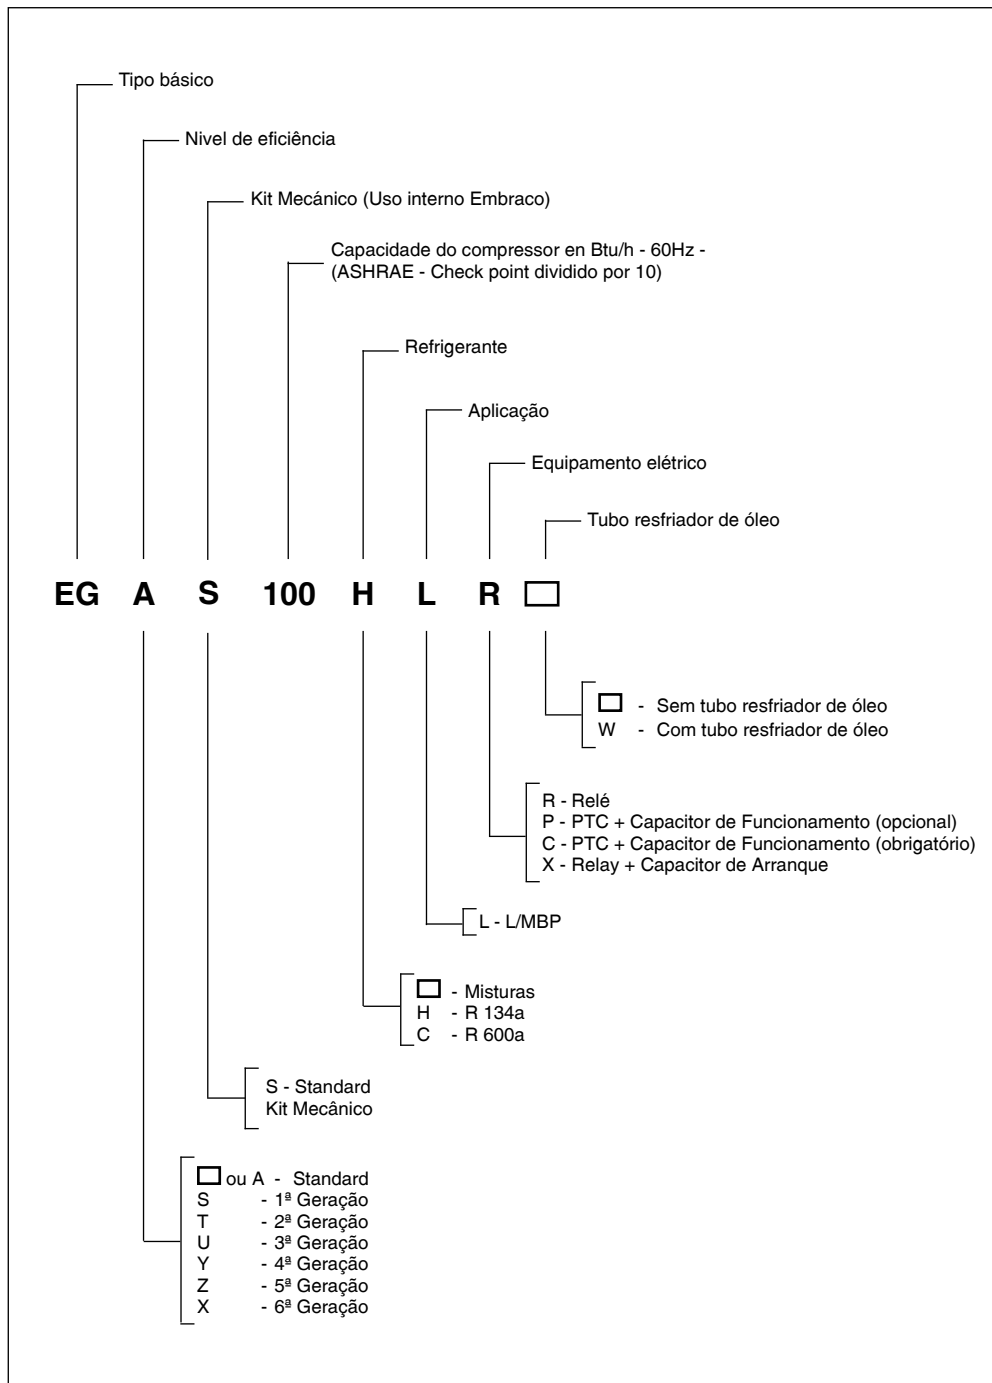 Tipo básico
Nivel de eficiência
Kit Mecánico (Uso interno Embraco)
Capacidade do compressor en Btu/h - 60Hz -
(ASHRAE - Check point dividido por 10)
Refrigerante
Aplicação
Equipamento elétrico
Tubo resfriador de óleo
EG A S 100 H L R
- Sem tubo resfriador de óleo
W - Com tubo resfriador de óleo
R - Relé
P - PTC + Capacitor de Funcionamento (opcional)
C - PTC + Capacitor de Funcionamento (obrigatório)
X - Relay + Capacitor de Arranque
L - L/MBP
- Misturas
H - R 134a
C - R 600a
S - Standard
Kit Mecânico
ou A - Standard
S - 1ª Geração
T - 2ª Geração
U - 3ª Geração
Y - 4ª Geração
Z - 5ª Geração
X - 6ª Geração